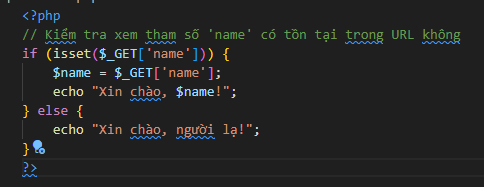 <?php
// Kiểm tra xem tham số 'name' có tồn tại trong URL không
if (isset($_GET['name'])) {
    $name = $_GET['name'];
    echo "Xin chào, $name!";
} else {
    echo "Xin chào, người lạ!";
}
?>